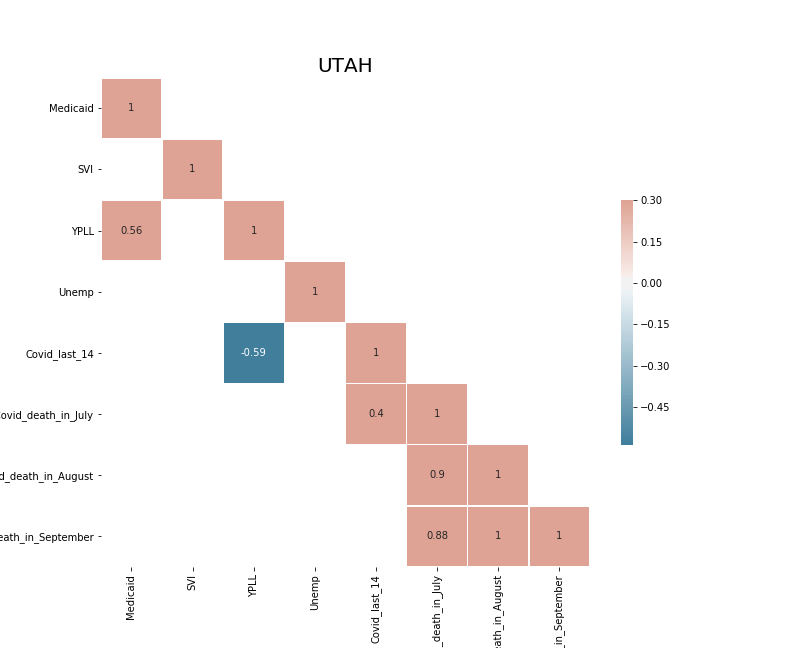 UTAH
Medicaid
1
SVI
1
YPLL
0.56
1
Unemp
1
Covid_last_14
-0.59
1
ovid_death_in_July
0.4
1
d_death_in_August
0.9
1
eath_in_September
0.88
1
1
Medicaid
SVI
YPLL
Unemp
Covid_last_14
_death_in_July
ath_in_August
_in_September
0.30
0.15
0.00
−0.15
−0.30
−0.45